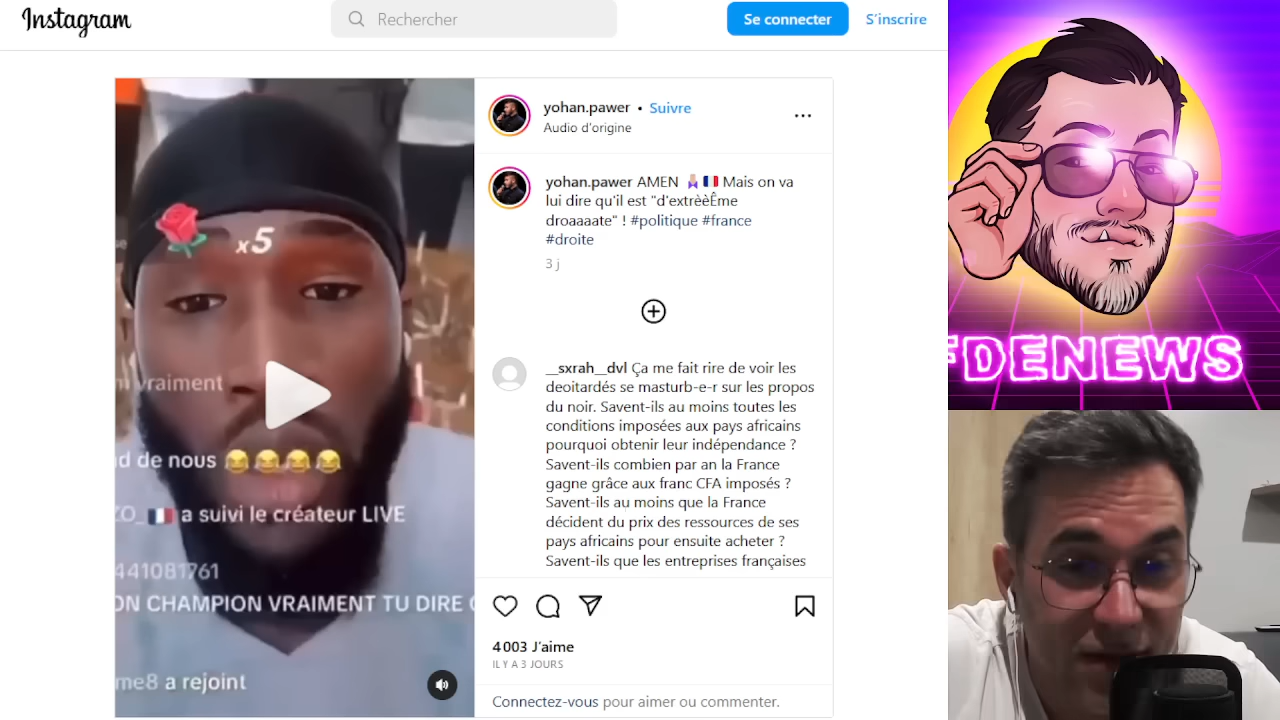 Instagram
Rechercher
Se connecter
S'inscrire
x5
vraiment
d de nous 😂😂😂😂
ZO_🇫🇷 a suivi le créateur LIVE
441081761
ON CHAMPION VRAIMENT TU DIRE
me8 a rejoint
yohan.pawer • Suivre
Audio d'origine
yohan.pawer AMEN 🙏🇫🇷 Mais on va
lui dire qu'il est "d'extrèèÊme
droaaaate" ! #politique #france
#droite
3 j
__sxrah__dvl Ça me fait rire de voir les
deoitardés se masturb-e-r sur les propos
du noir. Savent-ils au moins toutes les
conditions imposées aux pays africains
pourquoi obtenir leur indépendance ?
Savent-ils combien par an la France
gagne grâce aux franc CFA imposés ?
Savent-ils au moins que la France
décident du prix des ressources de ses
pays africains pour ensuite acheter ?
Savent-ils que les entreprises françaises
4 003 J'aime
IL Y A 3 JOURS
Connectez-vous pour aimer ou commenter.
FDENEWS